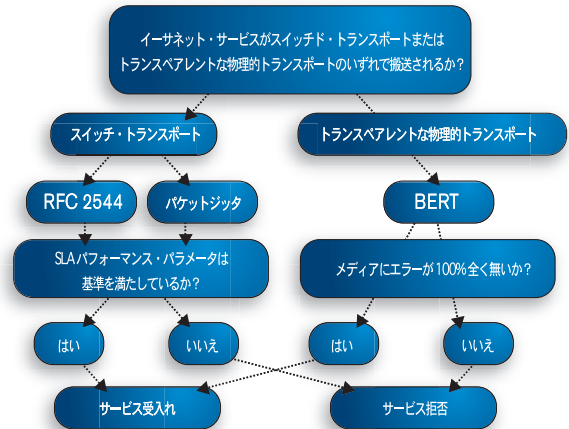 イーサネット・サービスがスイッチド・トランスポートまたは
トランスペアレントな物理的トランスポートのいずれで搬送されるか？
スイッチ・トランスポート
トランスペアレントな物理的トランスポート
RFC 2544
パケットジッタ
BERT
SLAパフォーマンス・パラメータは
基準を満たしているか？
メディアにエラーが100%全く無いか？
はい
いいえ
はい
いいえ
サービス受入れ
サービス拒否